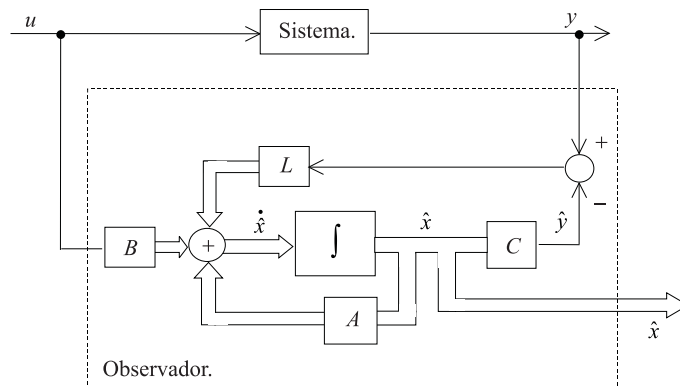 u
Sistema.
y
+
L
−
ẋ̂
∫
x̂
ŷ
B
+
C
A
x̂
Observador.